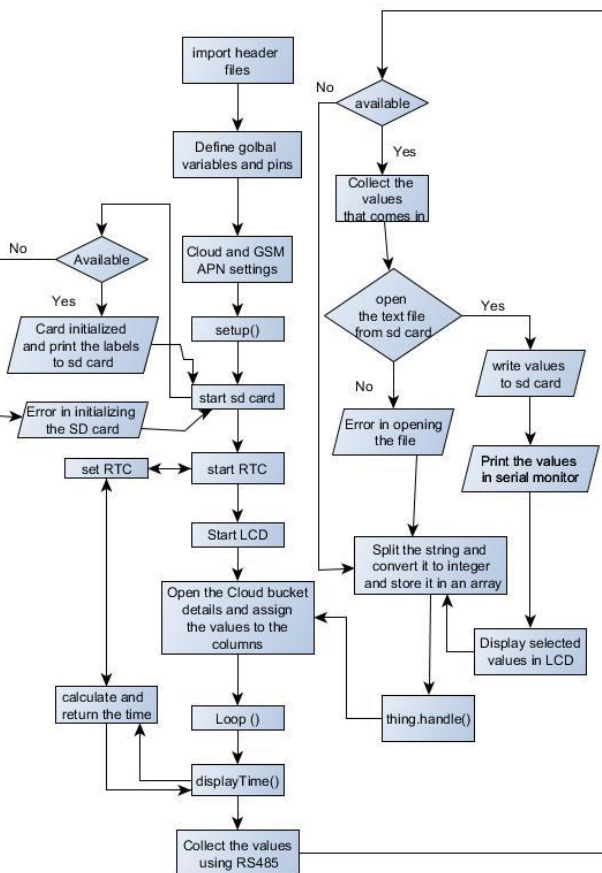 import header
files
Define golbal
variables and pins
Cloud and GSM
APN settings
setup()
start sd card
No
Available
Yes
Card initialized
and print the labels
to sd card
Error in initializing
the SD card
set RTC
start RTC
Start LCD
Open the Cloud bucket
details and assign
the values to the
columns
calculate and
return the time
Loop ()
displayTime()
Collect the values
using RS485
No
available
Yes
Collect the
values
that comes in
open
the text file
from sd card
Yes
write values
to sd card
No
Error in opening
the file
Print the values
in serial monitor
Split the string and
convert it to integer
and store it in an array
Display selected
values in LCD
thing.handle()